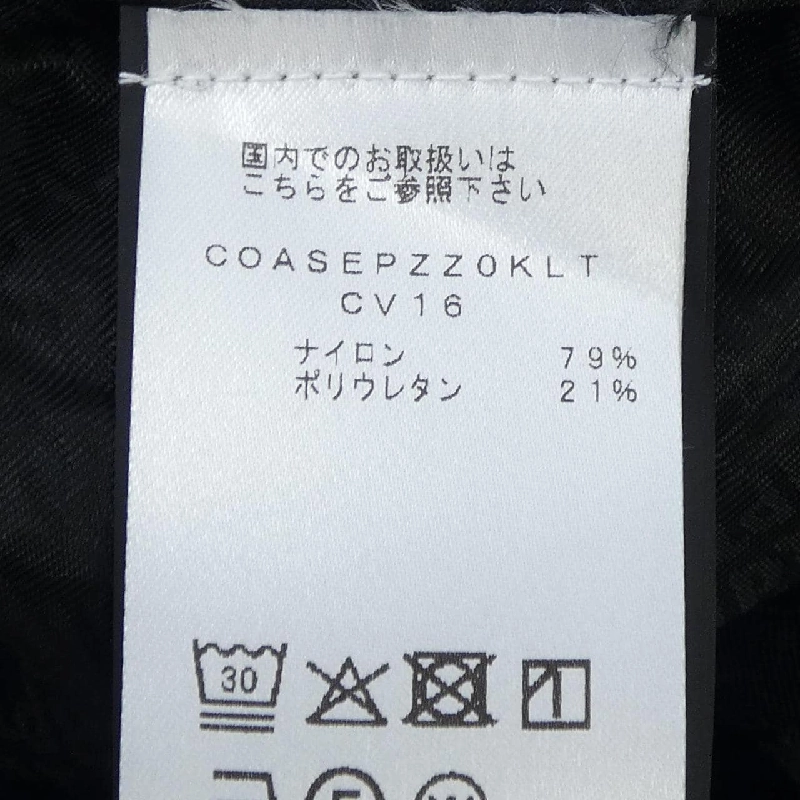 国内でのお取扱いは
こちらをご参照下さい
COASEPZZ0KLT
CV16
ナイロン 79%
ポリウレタン 21%
30